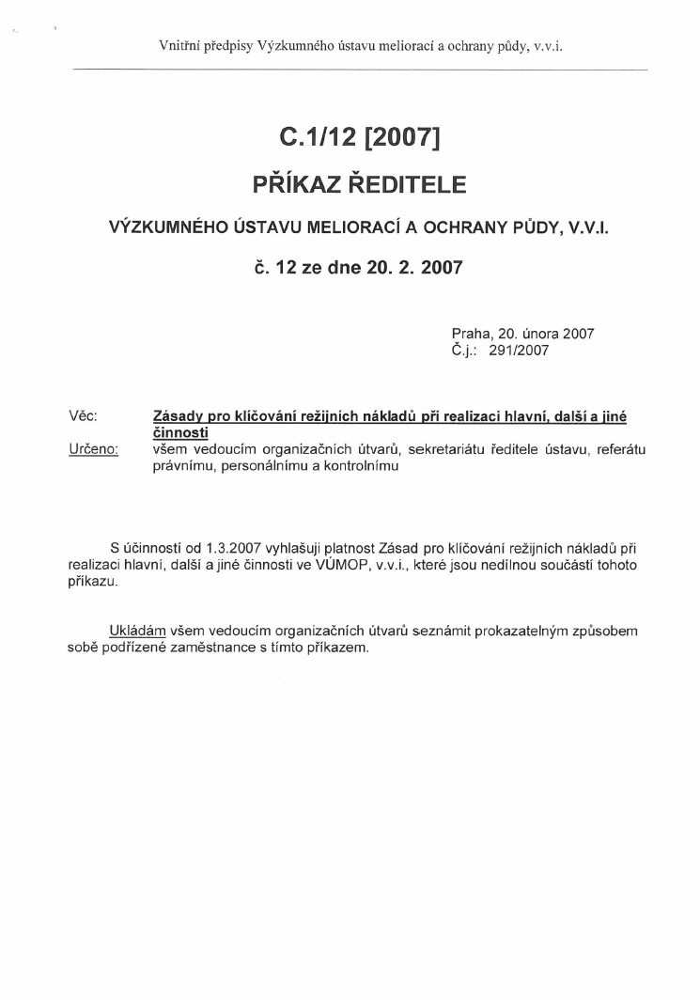 Vnitřní předpisy Výzkumného ústavu meliorací a ochrany půdy, v.v.i.
C.1/12 [2007]
PŘÍKAZ ŘEDITELE
VÝZKUMNÉHO ÚSTAVU MELIORACÍ A OCHRANY PŮDY, V.V.I.
č. 12 ze dne 20. 2. 2007
Praha, 20. února 2007
Č.j.: 291/2007
Věc: Zásady pro klíčování režijních nákladů při realizaci hlavní, další a jiné
činnosti
Určeno: všem vedoucím organizačních útvarů, sekretariátu ředitele ústavu, referátu
právnímu, personálnímu a kontrolnímu
S účinností od 1.3.2007 vyhlašuji platnost Zásad pro klíčování režijních nákladů při
realizaci hlavní, další a jiné činnosti ve VÚMOP, v.v.i., které jsou nedílnou součástí tohoto
příkazu.
Ukládám všem vedoucím organizačních útvarů seznámit prokazatelným způsobem
sobě podřízené zaměstnance s tímto příkazem.